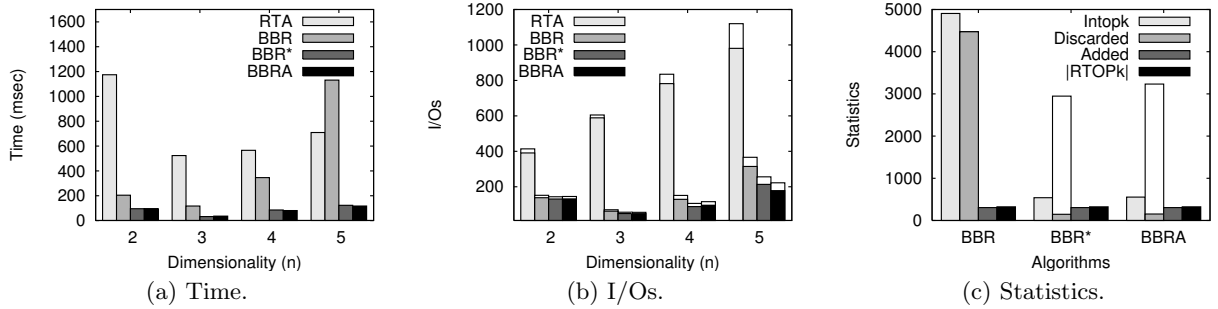 1600
1400
1200
1000
800
600
400
200
0
Time (msec)
RTA
BBR
BBR*
BBRA
2 3 4 5
Dimensionality (n)
(a) Time.
1200
1000
800
600
400
200
I/Os
RTA
BBR
BBR*
BBRA
2 3 4 5
Dimensionality (n)
(b) I/Os.
5000
4000
3000
2000
1000
0
Statistics
Intopk
Discarded
Added
|RTOPk|
BBR BBR* BBRA
Algorithms
(c) Statistics.